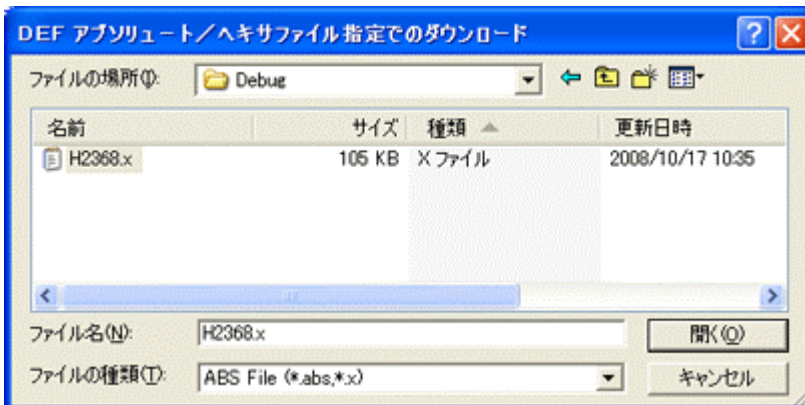 DEF アブソリュート/ヘキサファイル指定でのダウンロード
ファイルの場所(I):
Debug
名前 サイズ 種類 更新日時
H2368.x 105 KB X ファイル 2008/10/17 10:35
ファイル名(N): H2368.x 開く(O)
ファイルの種類(T): ABS File (*.abs,*.x) キャンセル